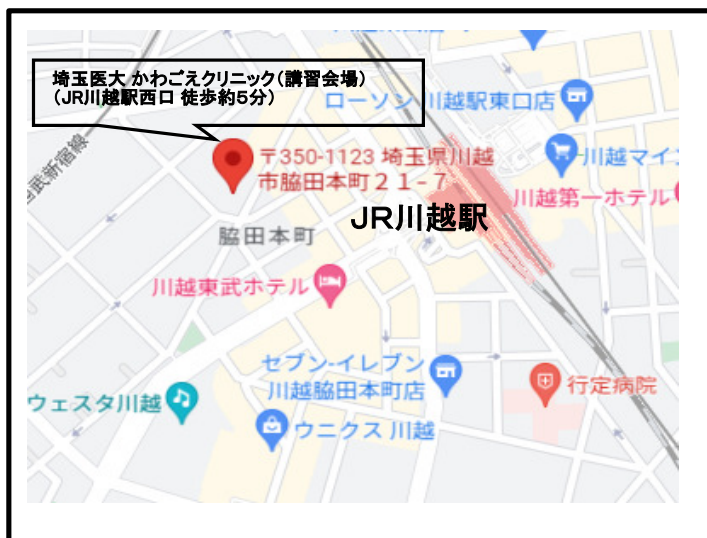 埼玉医大 かわごえクリニック(講習会場)
(JR川越駅西口 徒歩約5分)
ローソン 川越駅東口店
〒350-1123 埼玉県川越
市脇田本町２１−７
川越マイン
川越第一ホテル
JR川越駅
脇田本町
川越東武ホテル
セブン-イレブン
川越脇田本町店
行定病院
ウェスタ川越
ウニクス 川越
西武新宿線